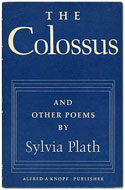 THE
Colossus
AND
OTHER POEMS
BY
Sylvia Plath
ALFRED·A·KNOPF : PUBLISHER